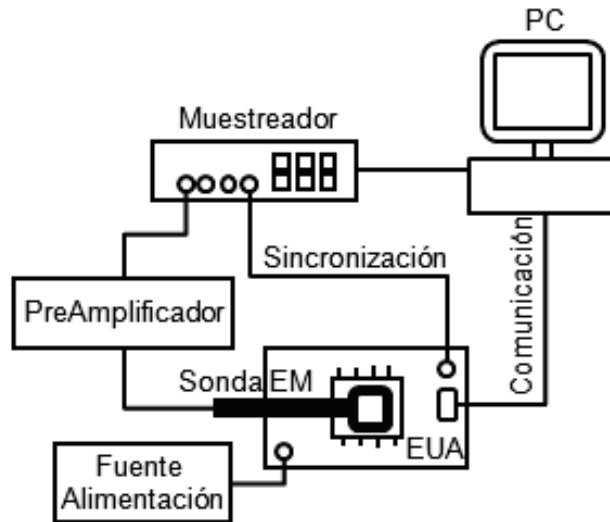 PC
Muestreador
Sincronización
Comunicación
PreAmplificador
Sonda EM
EUA
Fuente
Alimentación